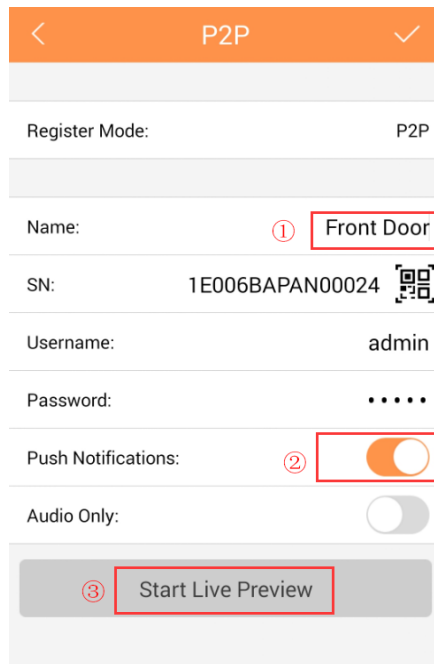 P2P
Register Mode: P2P
Name: ① Front Door
SN: 1E006BAPAN00024
Username: admin
Password: •••••
Push Notifications: ②
Audio Only:
③ Start Live Preview